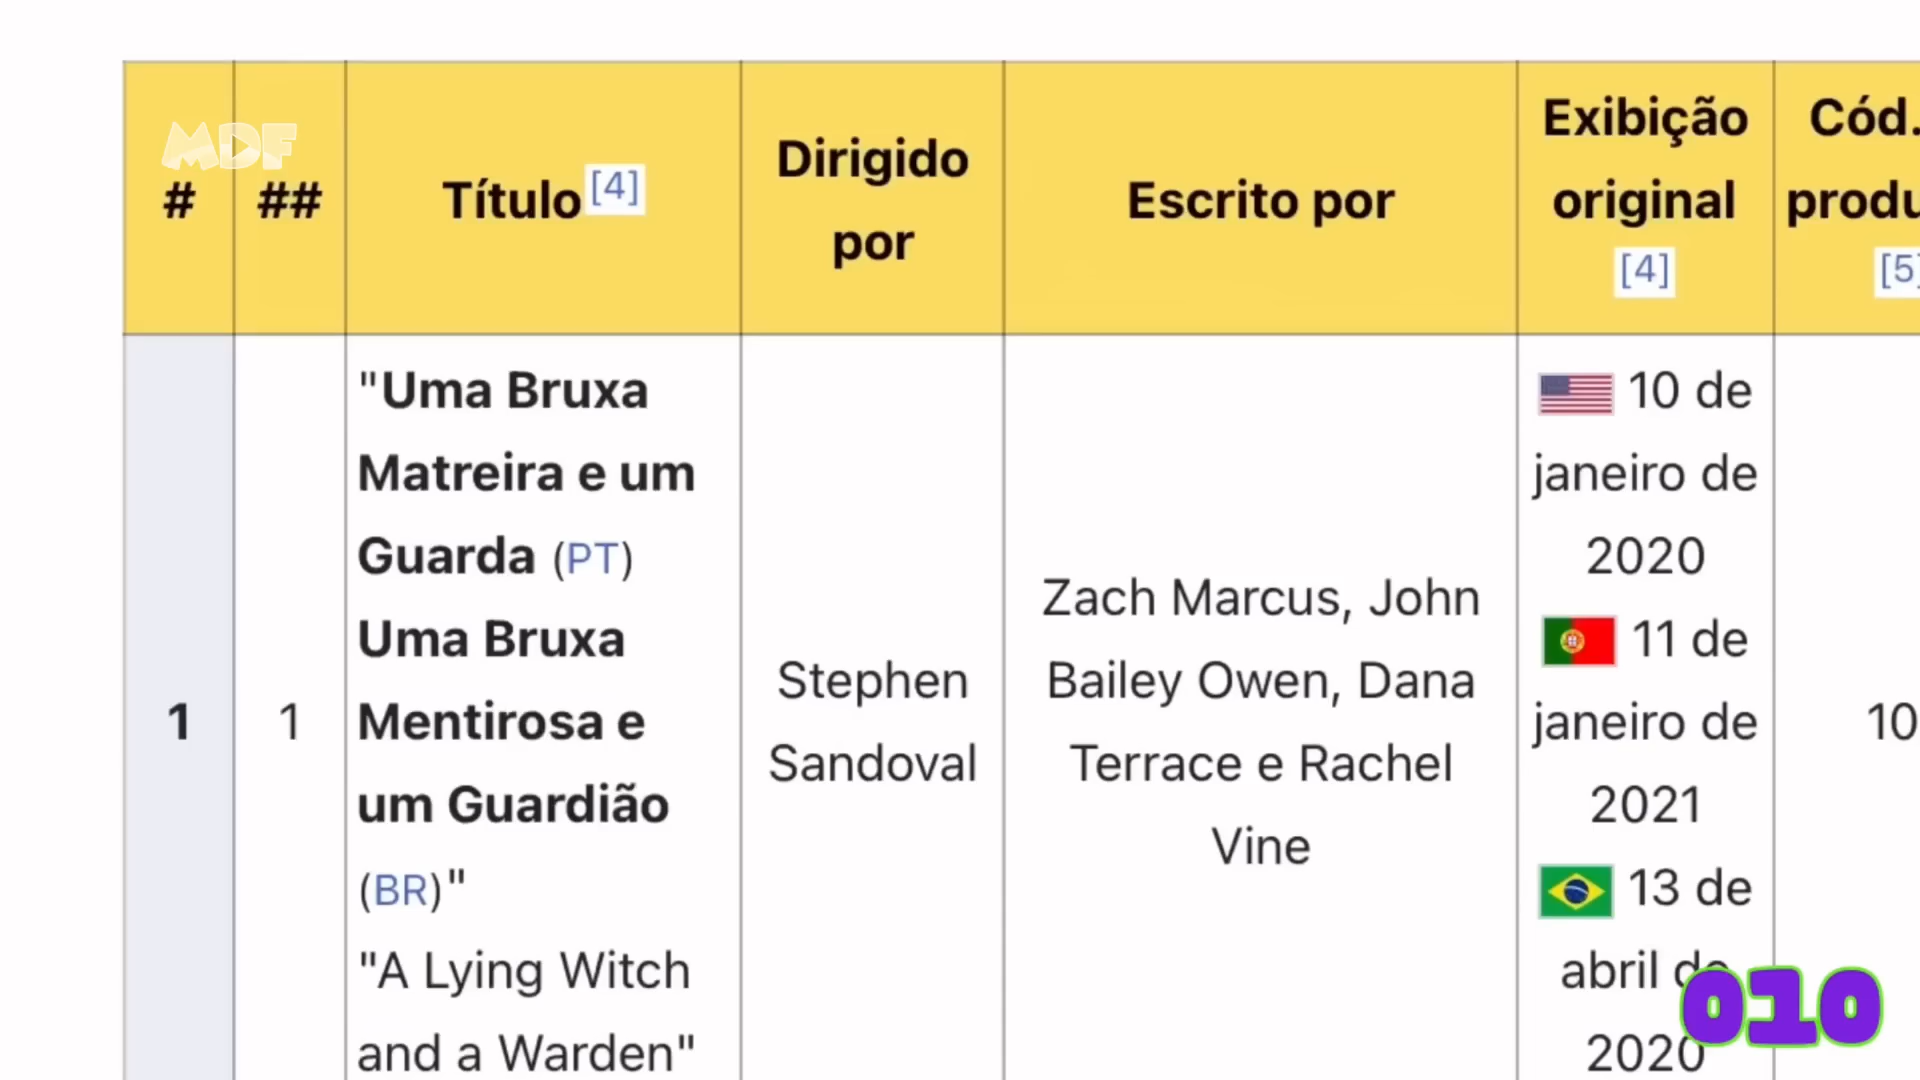 MDF
#
##
Título[4]
Dirigido
por
Escrito por
Exibição
original
[4]
Cód.
produ
[5]
1
1
"Uma Bruxa
Matreira e um
Guarda (PT)
Uma Bruxa
Mentirosa e
um Guardião
(BR)"
"A Lying Witch
and a Warden"
Stephen
Sandoval
Zach Marcus, John
Bailey Owen, Dana
Terrace e Rachel
Vine
10 de
janeiro de
2020
11 de
janeiro de
2021
13 de
abril de
2020
10
010